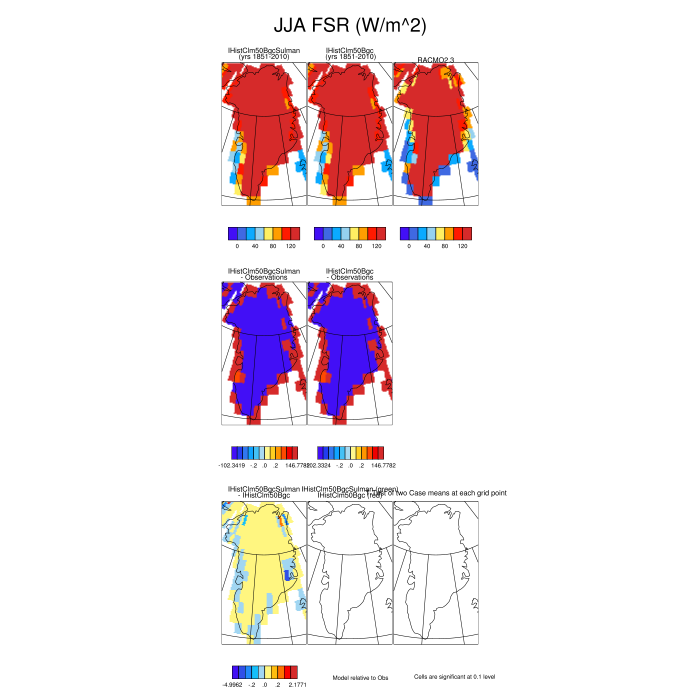 JJA FSR (W/m^2)
IHistClm50BgcSulman
(yrs 1851-2010)
IHistClm50Bgc
(yrs 1851-2010)
RACMO2.3
0 40 80 120
0 40 80 120
0 40 80 120
IHistClm50BgcSulman
- Observations
IHistClm50Bgc
- Observations
-102.3419 -.2 .0 .2 146.7782
-.2 .0 .2 146.7782
IHistClm50BgcSulman
- IHistClm50Bgc
IHistClm50BgcSulman (green)
IHistClm50Bgc (red)
of two Case means at each grid point
-4.9962 -.2 .0 .2 2.1771
Model relative to Obs
Cells are significant at 0.1 level